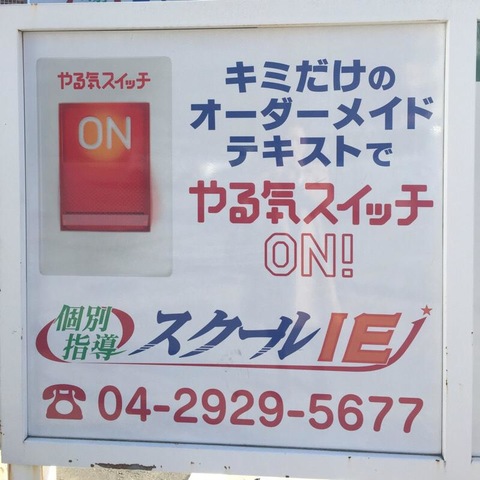 やる気スイッチ
ON
キミだけの
オーダーメイド
テキストで
やる気スイッチ
ON!
個別
指導
スクールIE
☎04-2929-5677